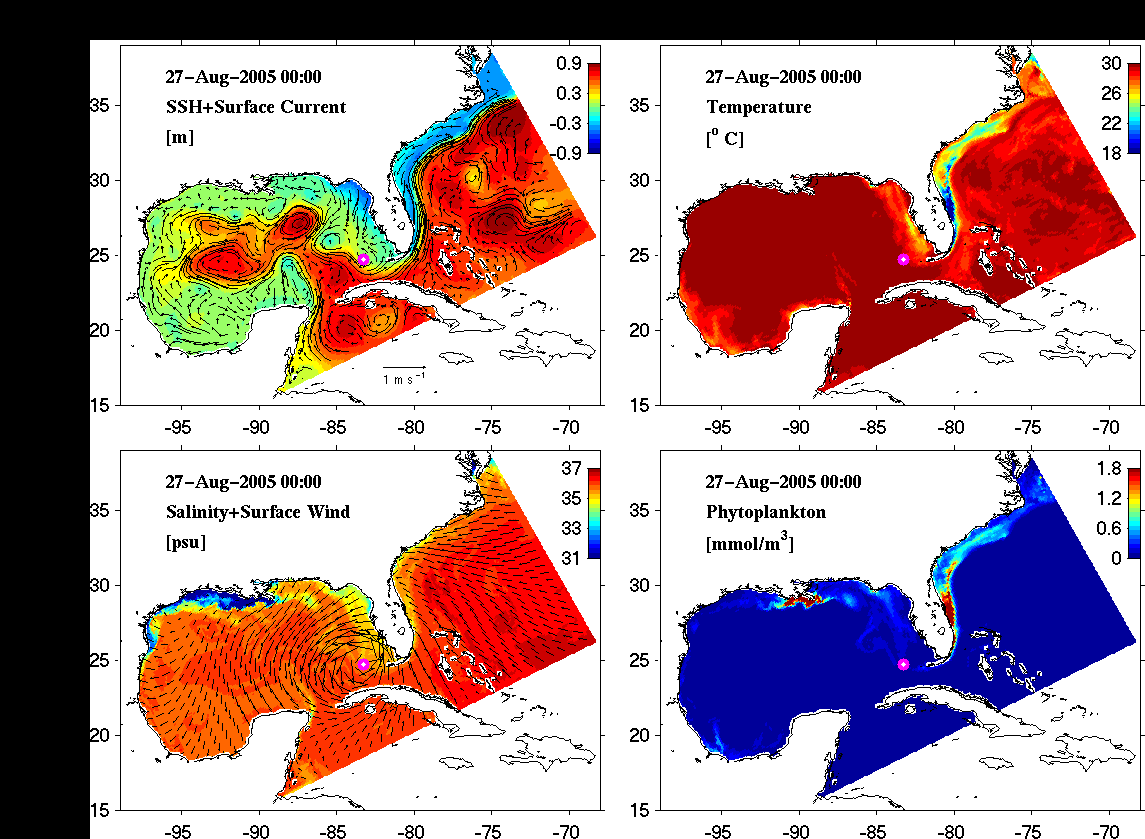 27-Aug-2005 00:00
SSH+Surface Current
[m]
0.9
0.3
-0.3
-0.9
35
30
25
20
15
1 m s⁻¹
-95 -90 -85 -80 -75 -70
27-Aug-2005 00:00
Temperature
[° C]
30
26
22
18
35
30
25
20
15
-95 -90 -85 -80 -75 -70
27-Aug-2005 00:00
Salinity+Surface Wind
[psu]
37
35
33
31
35
30
25
20
15
-95 -90 -85 -80 -75 -70
27-Aug-2005 00:00
Phytoplankton
[mmol/m³]
1.8
1.2
0.6
0
35
30
25
20
15
-95 -90 -85 -80 -75 -70